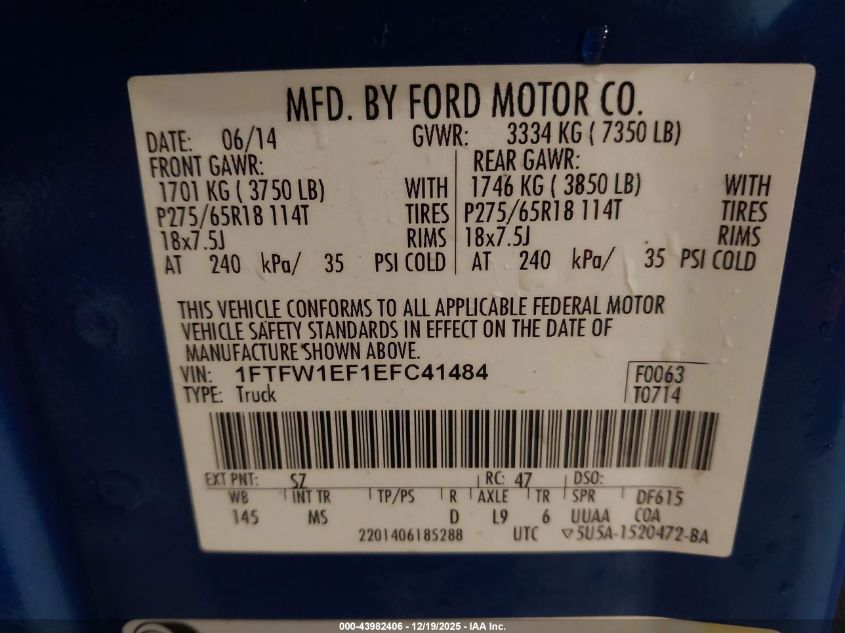 MFD. BY FORD MOTOR CO.
DATE: 06/14 GVWR: 3334 KG ( 7350 LB)
FRONT GAWR: REAR GAWR:
1701 KG ( 3750 LB) WITH 1746 KG ( 3850 LB) WITH
P275/65R18 114T TIRES P275/65R18 114T TIRES
18x7.5J RIMS 18x7.5J RIMS
AT 240 kPa/ 35 PSI COLD AT 240 kPa/ 35 PSI COLD
THIS VEHICLE CONFORMS TO ALL APPLICABLE FEDERAL MOTOR
VEHICLE SAFETY STANDARDS IN EFFECT ON THE DATE OF
MANUFACTURE SHOWN ABOVE.
VIN: 1FTFW1EF1EFC41484 F0063
TYPE: Truck T0714
EXT PNT: SZ RC: 47 DSO:
WB INT TR TP/PS R AXLE TR SPR DF615
145 MS D L9 6 UUAA COA
2201406185288 UTC ▽5U5A-1520472-BA
000-43982406 - 12/19/2025 - IAA Inc.